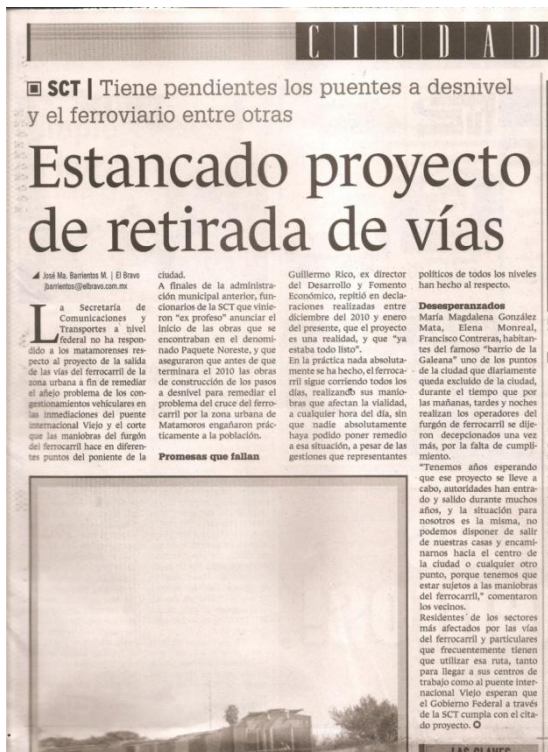 CIUDAD
SCT | Tiene pendientes los puentes a desnivel
y el ferroviario entre otras
Estancado proyecto
de retirada de vías
José Ma. Barrientos M. | El Bravo
jbarrientos@elbravo.com.mx
La Secretaría de
Comunicaciones y
Transportes a nivel
federal no ha respon-
dido a los matamorenses res-
pecto al proyecto de la salida
de las vías del ferrocarril de la
zona urbana a fin de remediar
el añejo problema de los con-
gestionamientos vehiculares en
las inmediaciones del puente
internacional Viejo y el corte
que las maniobras del furgón
del ferrocarril hace en diferen-
tes puntos del poniente de la
ciudad.
A finales de la administra-
ción municipal anterior, fun-
cionarios de la SCT que vinie-
ron "ex profeso" anunciar el
inicio de las obras que se
encontraban en el denomi-
nado Paquete Noreste, y que
aseguraron que antes de que
terminara el 2010 las obras
de construcción de los pasos
a desnivel para remediar el
problema del cruce del ferro-
carril por la zona urbana de
Matamoros engañaron prác-
ticamente a la población.
Promesas que fallan
Guillermo Rico, ex director
del Desarrollo y Fomento
Económico, repitió en decla-
raciones realizadas entre
diciembre del 2010 y enero
del presente, que el proyecto
es una realidad, y que "ya
estaba todo listo".
En la práctica nada absoluta-
mente se ha hecho, el ferroca-
rril sigue corriendo todos los
días, realizando sus manio-
bras que afectan la vialidad,
a cualquier hora del día, sin
que nadie absolutamente
haya podido poner remedio
a esa situación, a pesar de las
gestiones que representantes
políticos de todos los niveles
han hecho al respecto.
Desesperanzados
María Magdalena González
Mata, Elena Monreal,
Francisco Contreras, habitan-
tes del famoso "barrio de la
Galeana" uno de los puntos
de la ciudad que diariamente
queda excluido de la ciudad,
durante el tiempo que por
las mañanas, tardes y noches
realizan los operadores del
furgón de ferrocarril se dije-
ron decepcionados una vez
más, por la falta de cumpli-
miento.
"Tenemos años esperando
que ese proyecto se lleve a
cabo, autoridades han entra-
do y salido durante muchos
años, y la situación para
nosotros es la misma, no
podemos disponer de salir
de nuestras casas y encami-
narnos hacia el centro de
la ciudad o cualquier otro
punto, porque tenemos que
estar sujetos a las maniobras
del ferrocarril," comentaron
los vecinos.
Residentes de los sectores
más afectados por las vías
del ferrocarril y particulares
que frecuentemente tienen
que utilizar esa ruta, tanto
para llegar a sus centros de
trabajo como al puente inter-
nacional Viejo esperan que
el Gobierno Federal a través
de la SCT cumpla con el cita-
do proyecto.
LAS CLAVES